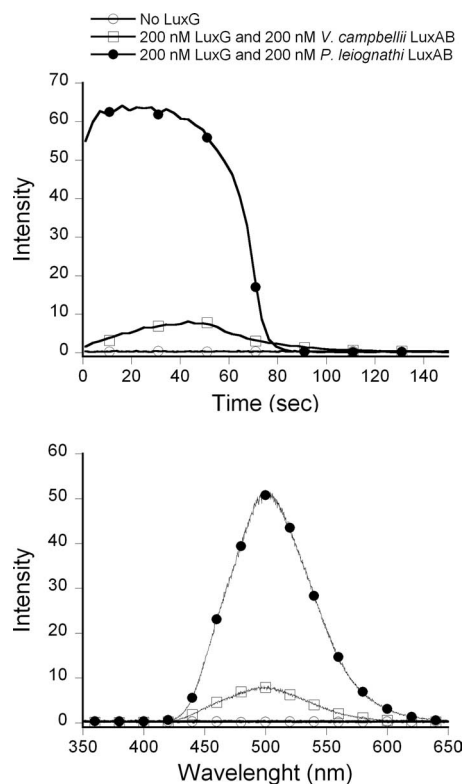 No LuxG
200 nM LuxG and 200 nM V. campbellii LuxAB
200 nM LuxG and 200 nM P. leiognathi LuxAB
70
60
50
40
30
20
10
0
Intensity
0 20 40 60 80 100 120 140
Time (sec)
60
50
40
30
20
10
0
Intensity
350 400 450 500 550 600 650
Wavelenght (nm)